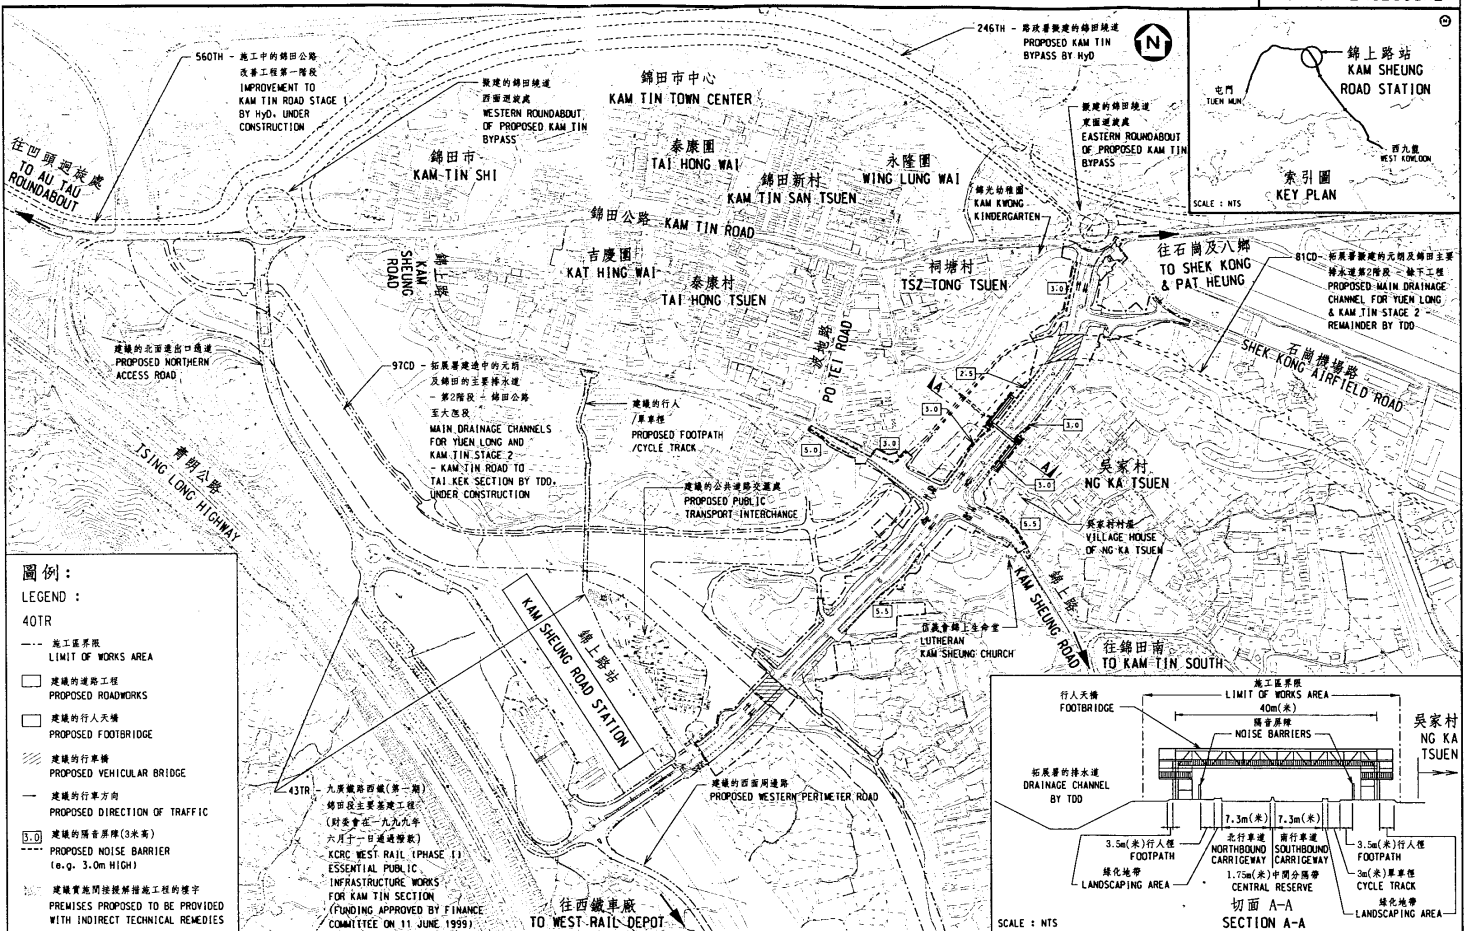 560TH - 施工中的錦田公路
改善工程第一階段
IMPROVEMENT TO
KAM TIN ROAD STAGE 1
BY HyD. UNDER
CONSTRUCTION
擬建的錦田繞道
西面迴旋處
WESTERN ROUNDABOUT
OF PROPOSED KAM TIN
BYPASS
錦田市中心
KAM TIN TOWN CENTER
246TH - 路政署擬建的錦田繞道
PROPOSED KAM TIN
BYPASS BY HyD
N
擬建的錦田繞道
東面迴旋處
EASTERN ROUNDABOUT
OF PROPOSED KAM TIN
BYPASS
錦上路站
KAM SHEUNG
ROAD STATION
屯門
TUEN MUN
西九龍
WEST KOWLOON
索引圖
KEY PLAN
SCALE : NTS
往凹頭迴旋處
TO AU TAU
ROUNDABOUT
錦田市
KAM TIN SHI
泰康圍
TAI HONG WAI
錦田新村
KAM TIN SAN TSUEN
永隆圍
WING LUNG WAI
錦光幼稚園
KAM KWONG
KINDERGARTEN
錦田公路 KAM TIN ROAD
錦上路
KAM
SHEUNG
ROAD
吉慶圍
KAT HING WAI
泰康村
TAI HONG TSUEN
祠塘村
TSZ TONG TSUEN
往石崗及八鄉
TO SHEK KONG
& PAT HEUNG
81CD - 拓展署擬建的元朗及錦田主要
排水道第2階段 - 餘下工程
PROPOSED MAIN DRAINAGE
CHANNEL FOR YUEN LONG
& KAM TIN STAGE 2 -
REMAINDER BY TDD
3.0
建議的北面進出口通道
PROPOSED NORTHERN
ACCESS ROAD
97CD - 拓展署建造中的元朗
及錦田的主要排水道
- 第2階段 - 錦田公路
MAIN DRAINAGE CHANNELS
FOR YUEN LONG AND
KAM TIN STAGE 2
- KAM TIN ROAD TO
TAI KEK SECTION BY TDD.
UNDER CONSTRUCTION
建議的行人
/單車徑
PROPOSED FOOTPATH
/CYCLE TRACK
PO TEI ROAD
石崗機場路
SHEK KONG AIRFIELD ROAD
2.5
A
3.0
3.0
5.0
3.0
A
3.0
青朗公路
TSING LONG HIGHWAY
建議的公共運輸交匯處
PROPOSED PUBLIC
TRANSPORT INTERCHANGE
吳家村
NG KA TSUEN
5.5
吳家村村屋
VILLAGE HOUSE
OF NG KA TSUEN
錦上路站
KAM SHEUNG ROAD STATION
5.5
信義會錦上生命堂
LUTHERAN
KAM SHEUNG CHURCH
錦上路
KAM SHEUNG ROAD
往錦田南
TO KAM TIN SOUTH
圖例:
LEGEND :
40TR
施工區界限
LIMIT OF WORKS AREA
建議的道路工程
PROPOSED ROADWORKS
建議的行人天橋
PROPOSED FOOTBRIDGE
建議的行車橋
PROPOSED VEHICULAR BRIDGE
建議的行車方向
PROPOSED DIRECTION OF TRAFFIC
3.0 建議的隔音屏障(3米高)
PROPOSED NOISE BARRIER
(e.g. 3.0m HIGH)
建議實施間接技術措施工程的樓宇
PREMISES PROPOSED TO BE PROVIDED
WITH INDIRECT TECHNICAL REMEDIES
43TR - 九廣鐵路西鐵(第一期)
錦田段主要基建工程
(財委會在一九九九年
六月十一日通過撥款)
KCRC WEST RAIL (PHASE 1)
ESSENTIAL PUBLIC
INFRASTRUCTURE WORKS
FOR KAM TIN SECTION
(FUNDING APPROVED BY FINANCE
COMMITTEE ON 11 JUNE 1999)
建議的西面周邊路
PROPOSED WESTERN PERIMETER ROAD
往西鐵車廠
TO WEST RAIL DEPOT
施工區界限
LIMIT OF WORKS AREA
行人天橋
FOOTBRIDGE
40m(米)
隔音屏障
NOISE BARRIERS
吳家村
NG KA
TSUEN
拓展署的排水道
DRAINAGE CHANNEL
BY TDD
7.3m(米) 7.3m(米)
3.5m(米)行人徑
FOOTPATH
北行車道
NORTHBOUND
CARRIGEWAY
南行車道
SOUTHBOUND
CARRIGEWAY
3.5m(米)行人徑
FOOTPATH
綠化地帶
LANDSCAPING AREA
1.75m(米)中間分隔帶
CENTRAL RESERVE
3m(米)單車徑
CYCLE TRACK
綠化地帶
LANDSCAPING AREA
切面 A-A
SECTION A-A
SCALE : NTS